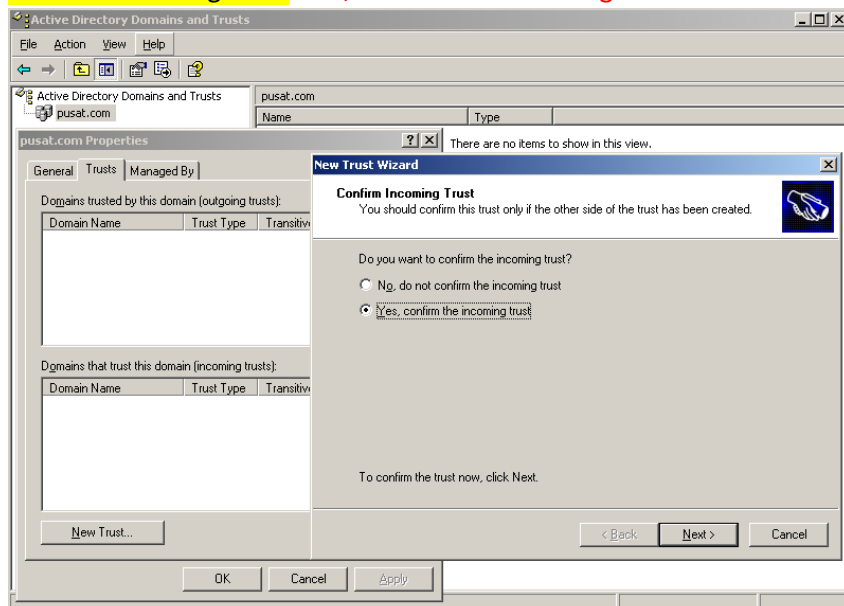 Active Directory Domains and Trusts
File Action View Help
Active Directory Domains and Trusts
pusat.com
pusat.com
Name Type
There are no items to show in this view.
pusat.com Properties
General Trusts Managed By
Domains trusted by this domain (outgoing trusts):
Domain Name Trust Type
Domains that trust this domain (incoming trusts):
Domain Name Trust Type
New Trust...
OK Cancel Apply
New Trust Wizard
Confirm Incoming Trust
You should confirm this trust only if the other side of the trust has been created.
Do you want to confirm the incoming trust?
No, do not confirm the incoming trust
Yes, confirm the incoming trust
To confirm the trust now, click Next.
< Back Next > Cancel